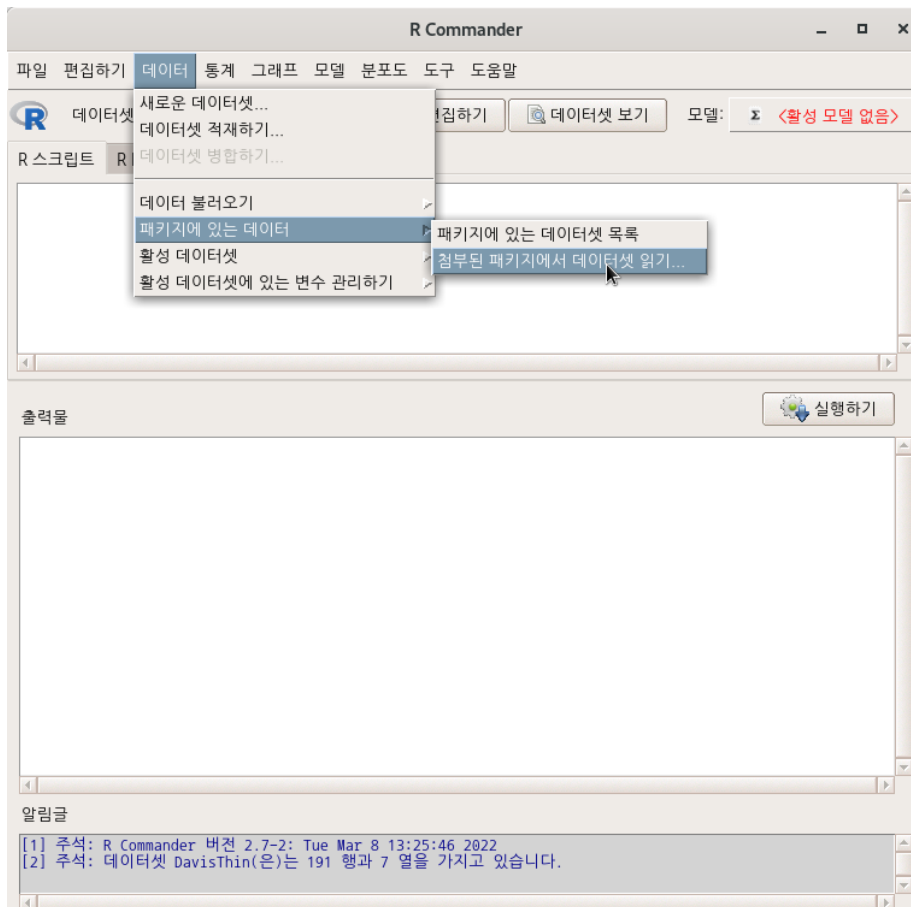 R Commander
파일 편집하기 데이터 통계 그래프 모델 분포도 도구 도움말
데이터셋 편집하기 데이터셋 보기 모델: Σ <활성 모델 없음>
새로운 데이터셋...
데이터셋 적재하기...
데이터셋 병합하기...
R 스크립트 R
데이터 불러오기
패키지에 있는 데이터
활성 데이터셋
활성 데이터셋에 있는 변수 관리하기
패키지에 있는 데이터셋 목록
첨부된 패키지에서 데이터셋 읽기...
출력물
실행하기
알림글
[1] 주석: R Commander 버전 2.7-2: Tue Mar 8 13:25:46 2022
[2] 주석: 데이터셋 DavisThin(은)는 191 행과 7 열을 가지고 있습니다.